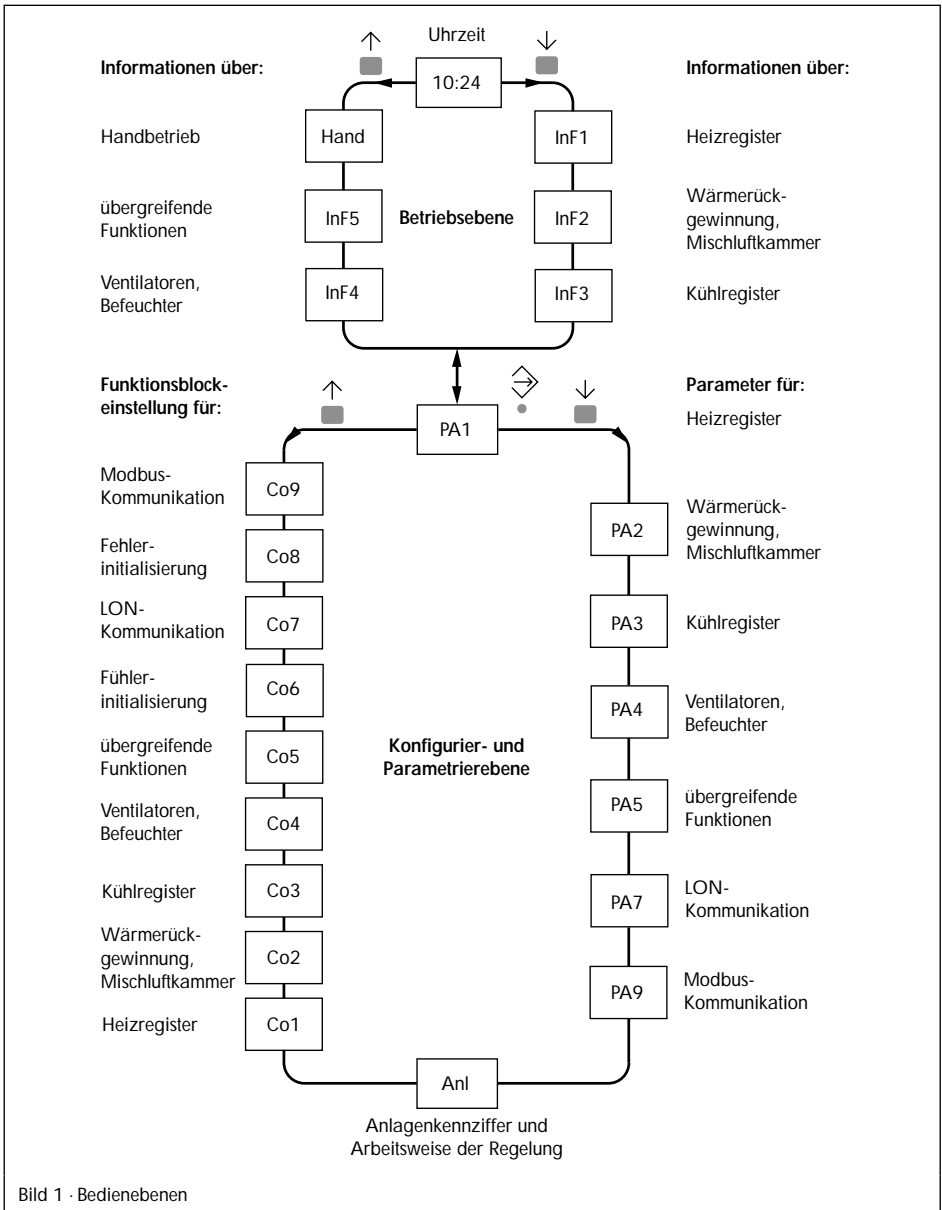 Uhrzeit
Informationen über:
10:24
Informationen über:
Handbetrieb
Hand
InF1
Heizregister
übergreifende
Funktionen
InF5
Betriebsebene
InF2
Wärmerück-
gewinnung,
Mischluftkammer
Ventilatoren,
Befeuchter
InF4
InF3
Kühlregister
Funktionsblock-
einstellung für:
PA1
Parameter für:
Heizregister
Modbus-
Kommunikation
Co9
Fehler-
initialisierung
Co8
LON-
Kommunikation
Co7
Fühler-
initialisierung
Co6
übergreifende
Funktionen
Co5
Ventilatoren,
Befeuchter
Co4
Kühlregister
Co3
Wärmerück-
gewinnung,
Mischluftkammer
Co2
Heizregister
Co1
Konfigurier- und
Parametrierebene
PA2
Wärmerück-
gewinnung,
Mischluftkammer
PA3
Kühlregister
PA4
Ventilatoren,
Befeuchter
PA5
übergreifende
Funktionen
PA7
LON-
Kommunikation
PA9
Modbus-
Kommunikation
Anl
Anlagenkennziffer und
Arbeitsweise der Regelung
Bild 1 · Bedienebenen